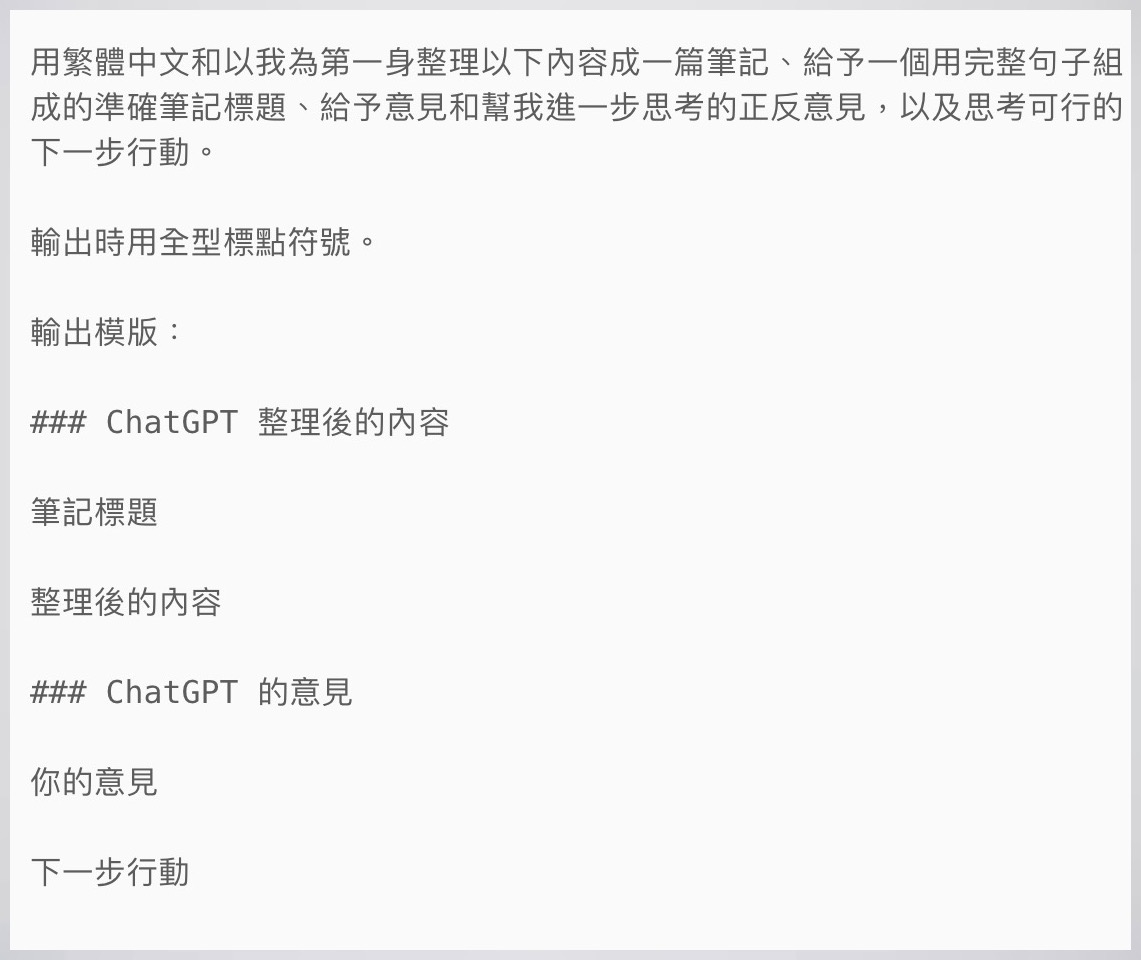 用繁體中文和以我為第一身整理以下內容成一篇筆記、給予一個用完整句子組
成的準確筆記標題、給予意見和幫我進一步思考的正反意見，以及思考可行的
下一步行動。
輸出時用全型標點符號。
輸出模版：
### ChatGPT 整理後的內容
筆記標題
整理後的內容
### ChatGPT 的意見
你的意見
下一步行動